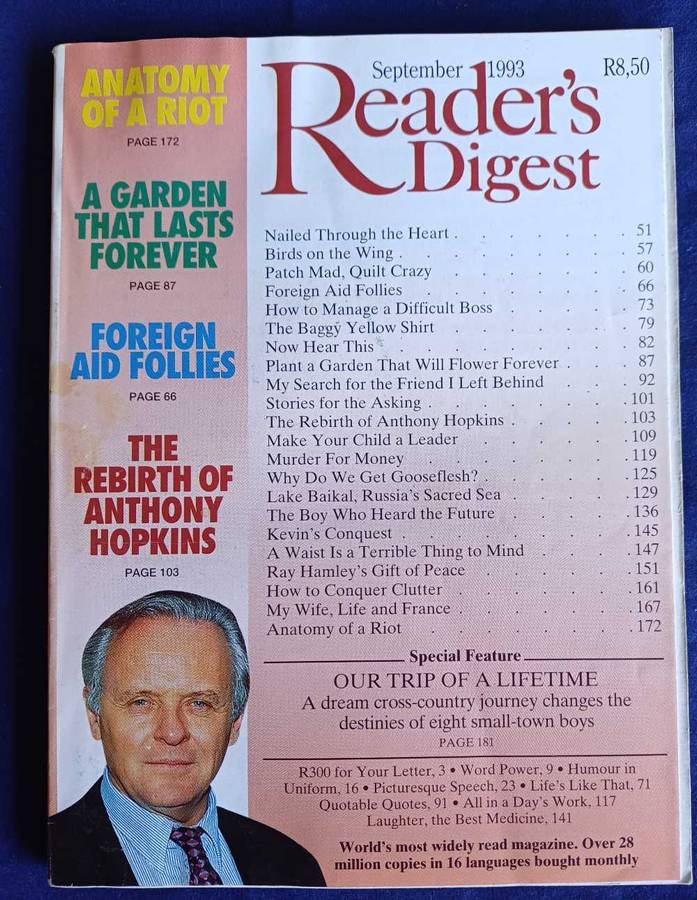 ANATOMY
OF A RIOT
PAGE 172
A GARDEN
THAT LASTS
FOREVER
PAGE 87
FOREIGN
AID FOLLIES
PAGE 66
THE
REBIRTH OF
ANTHONY
HOPKINS
PAGE 103
September 1993 R8,50
Reader's
Digest
Nailed Through the Heart . . . . . . . 51
Birds on the Wing . . . . . . . . 57
Patch Mad, Quilt Crazy . . . . . . . 60
Foreign Aid Follies . . . . . . . . 66
How to Manage a Difficult Boss . . . . . 73
The Baggy Yellow Shirt . . . . . . . 79
Now Hear This . . . . . . . . 82
Plant a Garden That Will Flower Forever . . . 87
My Search for the Friend I Left Behind . . . . 92
Stories for the Asking . . . . . . . . 101
The Rebirth of Anthony Hopkins . . . . . 103
Make Your Child a Leader . . . . . . 109
Murder For Money . . . . . . . 119
Why Do We Get Gooseflesh? . . . . . . 125
Lake Baikal, Russia's Sacred Sea . . . . . 129
The Boy Who Heard the Future . . . . . 136
Kevin's Conquest . . . . . . . . 145
A Waist Is a Terrible Thing to Mind . . . . 147
Ray Hamley's Gift of Peace . . . . . . 151
How to Conquer Clutter . . . . . . . 161
My Wife, Life and France . . . . . . . 167
Anatomy of a Riot . . . . . . . 172
Special Feature
OUR TRIP OF A LIFETIME
A dream cross-country journey changes the
destinies of eight small-town boys
PAGE 181
R300 for Your Letter, 3 • Word Power, 9 • Humour in
Uniform, 16 • Picturesque Speech, 23 • Life's Like That, 71
Quotable Quotes, 91 • All in a Day's Work, 117
Laughter, the Best Medicine, 141
World's most widely read magazine. Over 28
million copies in 16 languages bought monthly